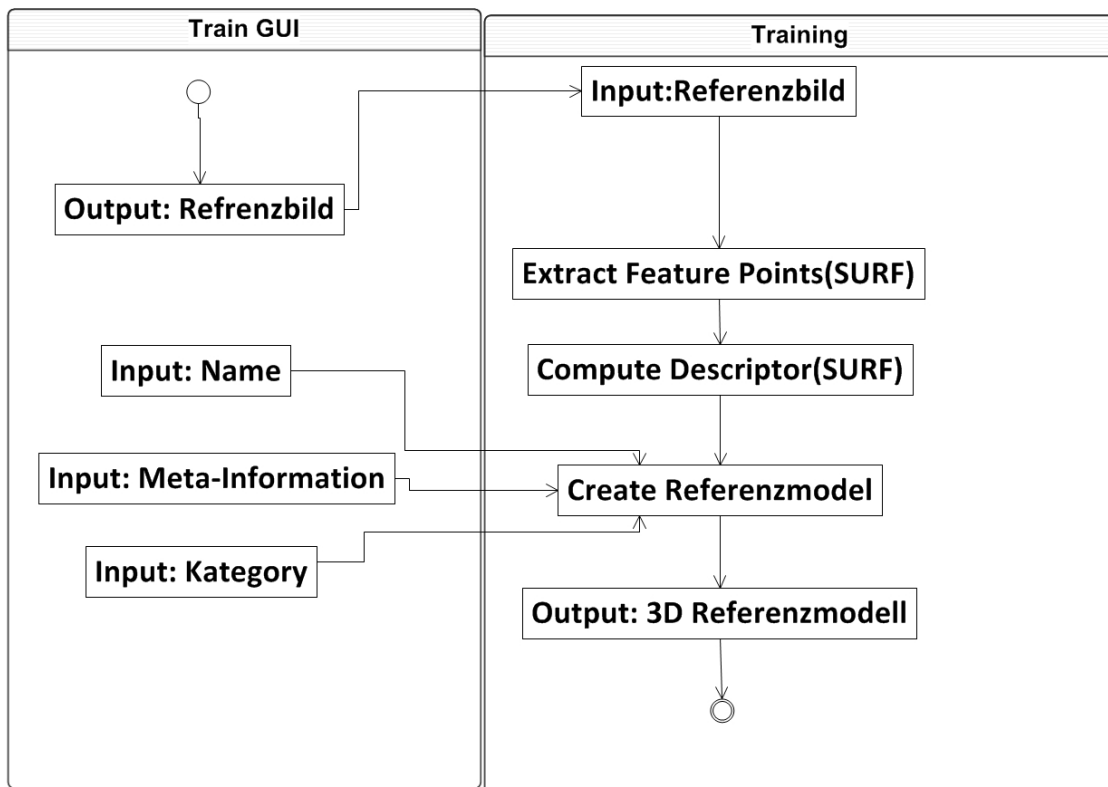 Train GUI
Output: Refrenzbild
Input: Name
Input: Meta-Information
Input: Kategory
Training
Input:Referenzbild
Extract Feature Points(SURF)
Compute Descriptor(SURF)
Create Referenzmodel
Output: 3D Referenzmodell